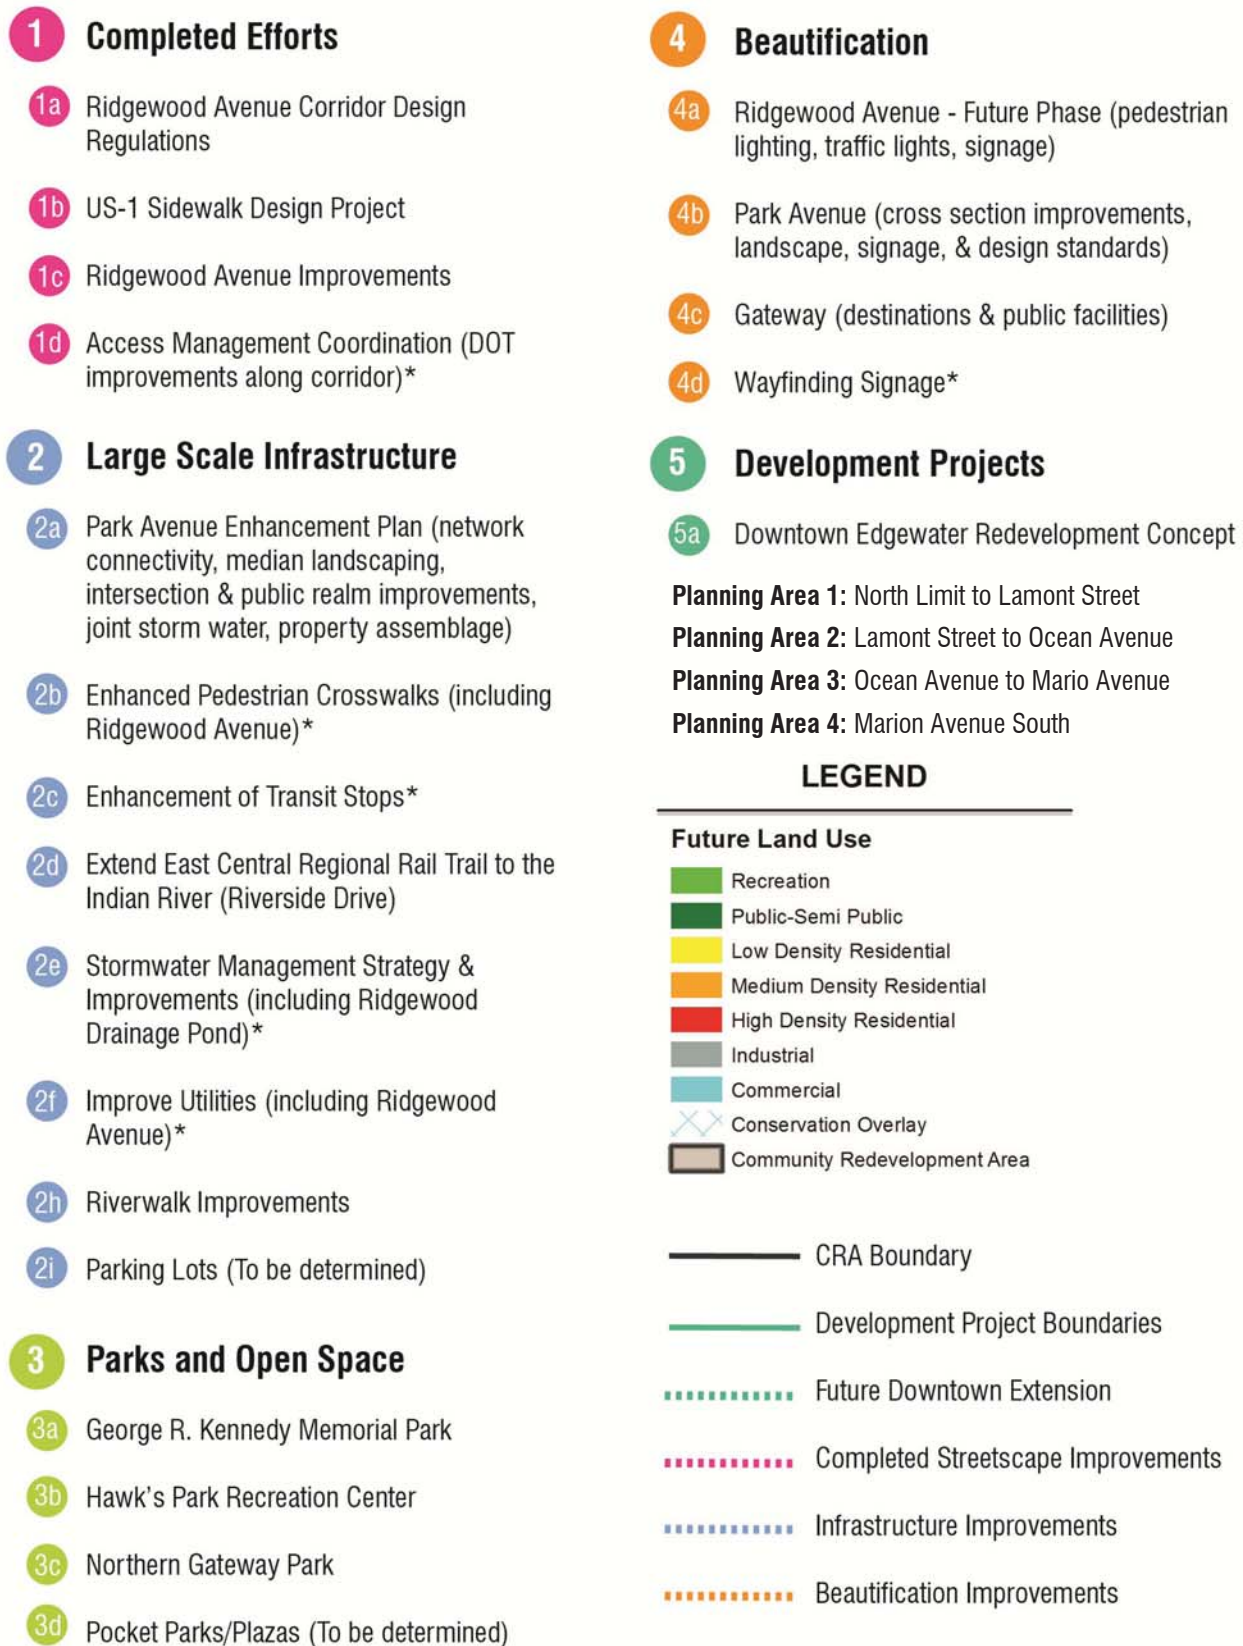 1 Completed Efforts
1a Ridgewood Avenue Corridor Design
Regulations
1b US-1 Sidewalk Design Project
1c Ridgewood Avenue Improvements
1d Access Management Coordination (DOT
improvements along corridor)*
2 Large Scale Infrastructure
2a Park Avenue Enhancement Plan (network
connectivity, median landscaping,
intersection & public realm improvements,
joint storm water, property assemblage)
2b Enhanced Pedestrian Crosswalks (including
Ridgewood Avenue)*
2c Enhancement of Transit Stops*
2d Extend East Central Regional Rail Trail to the
Indian River (Riverside Drive)
2e Stormwater Management Strategy &
Improvements (including Ridgewood
Drainage Pond)*
2f Improve Utilities (including Ridgewood
Avenue)*
2h Riverwalk Improvements
2i Parking Lots (To be determined)
3 Parks and Open Space
3a George R. Kennedy Memorial Park
3b Hawk's Park Recreation Center
3c Northern Gateway Park
3d Pocket Parks/Plazas (To be determined)
4 Beautification
4a Ridgewood Avenue - Future Phase (pedestrian
lighting, traffic lights, signage)
4b Park Avenue (cross section improvements,
landscape, signage, & design standards)
4c Gateway (destinations & public facilities)
4d Wayfinding Signage*
5 Development Projects
5a Downtown Edgewater Redevelopment Concept
Planning Area 1: North Limit to Lamont Street
Planning Area 2: Lamont Street to Ocean Avenue
Planning Area 3: Ocean Avenue to Mario Avenue
Planning Area 4: Marion Avenue South
LEGEND
Future Land Use
Recreation
Public-Semi Public
Low Density Residential
Medium Density Residential
High Density Residential
Industrial
Commercial
Conservation Overlay
Community Redevelopment Area
CRA Boundary
Development Project Boundaries
Future Downtown Extension
Completed Streetscape Improvements
Infrastructure Improvements
Beautification Improvements